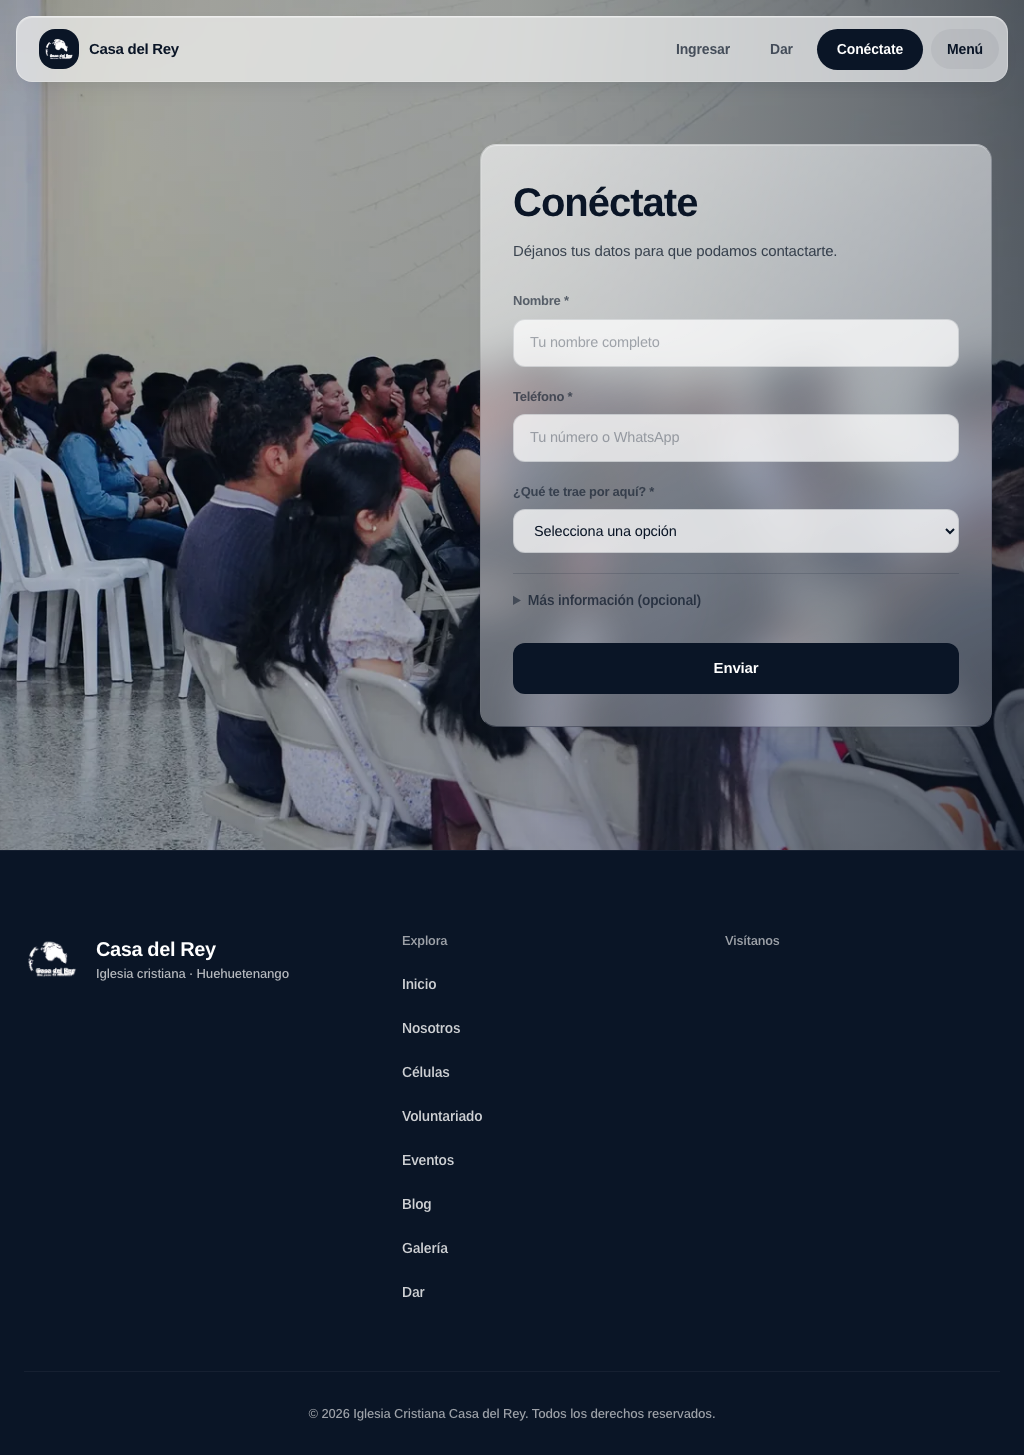 Casa del Rey
Ingresar
Dar
Conéctate
Menú
Conéctate
Déjanos tus datos para que podamos contactarte.
Nombre *
Tu nombre completo
Teléfono *
Tu número o WhatsApp
¿Qué te trae por aquí? *
Selecciona una opción
Más información (opcional)
Enviar
Casa del Rey
Casa del Rey
Iglesia cristiana · Huehuetenango
Explora
Inicio
Nosotros
Células
Voluntariado
Eventos
Blog
Galería
Dar
Visítanos
© 2026 Iglesia Cristiana Casa del Rey. Todos los derechos reservados.